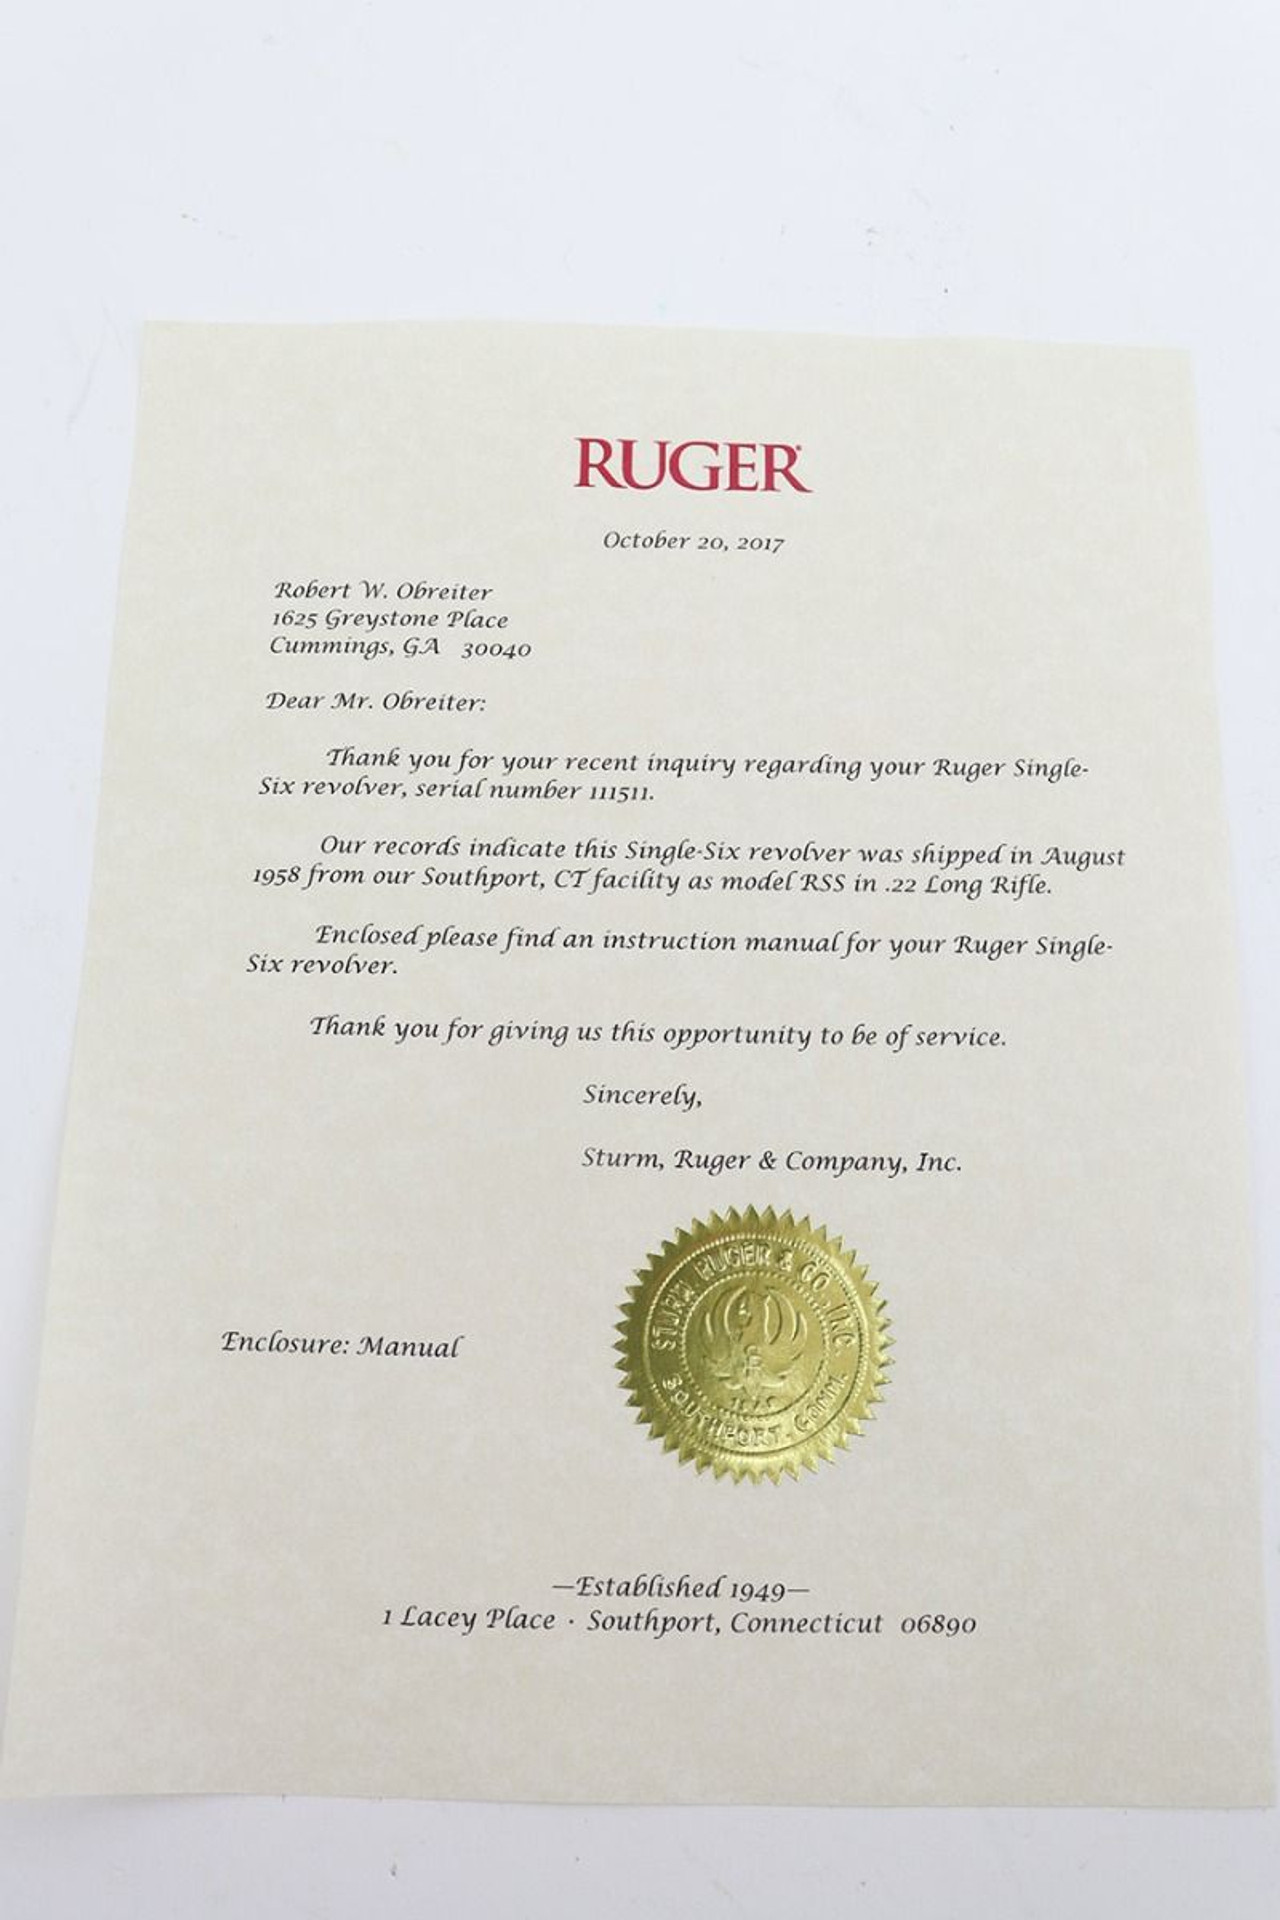 RUGER®
October 20, 2017
Robert W. Obreiter
1625 Greystone Place
Cummings, GA 30040
Dear Mr. Obreiter:
Thank you for your recent inquiry regarding your Ruger Single-
Six revolver, serial number 111511.
Our records indicate this Single-Six revolver was shipped in August
1958 from our Southport, CT facility as model RSS in .22 Long Rifle.
Enclosed please find an instruction manual for your Ruger Single-
Six revolver.
Thank you for giving us this opportunity to be of service.
Sincerely,
Sturm, Ruger & Company, Inc.
STURM, RUGER & CO., INC.
SOUTHPORT, CONN.
Enclosure: Manual
—Established 1949—
1 Lacey Place · Southport, Connecticut 06890